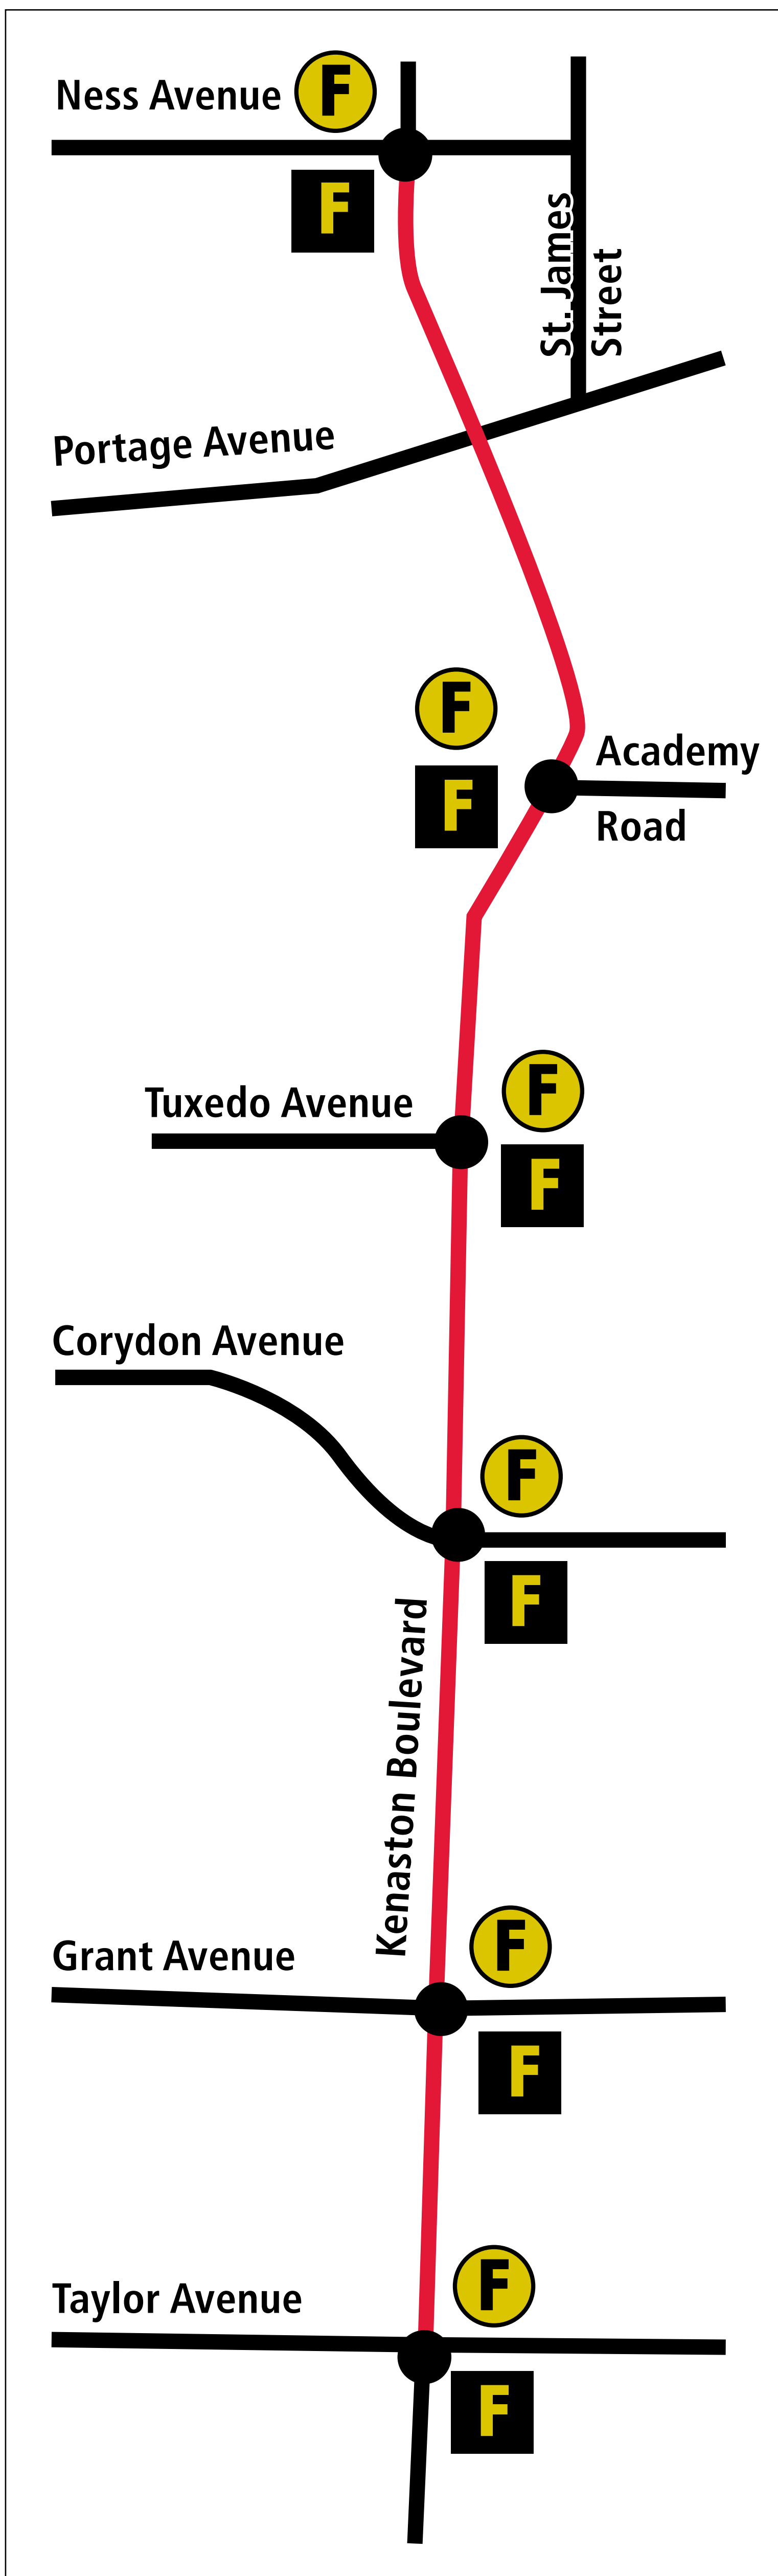 Ness Avenue
F
F
St. James
Street
Portage Avenue
F
F
Academy
Road
Tuxedo Avenue
F
F
Corydon Avenue
F
F
Kenaston Boulevard
Grant Avenue
F
F
Taylor Avenue
F
F